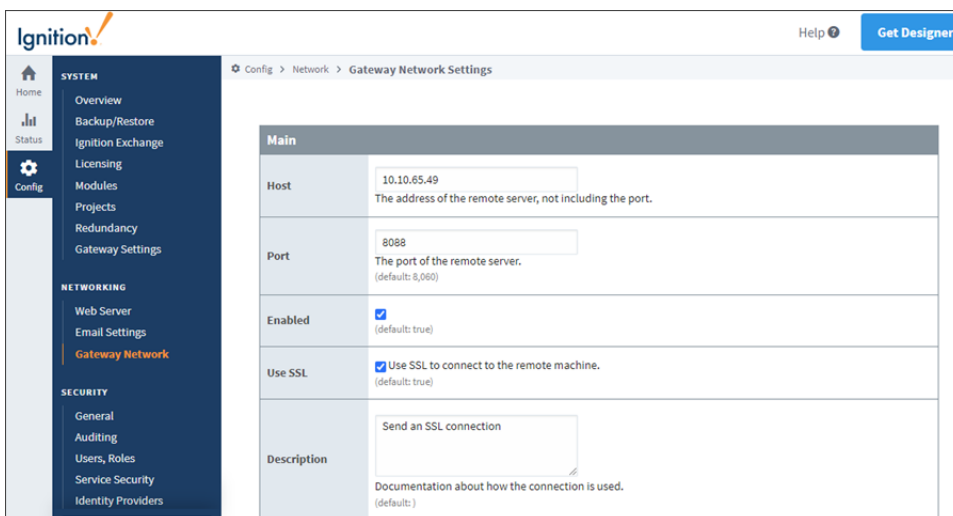 Ignition!
Help ?
Get Designer
Config > Network > Gateway Network Settings
Home
Status
Config
SYSTEM
Overview
Backup/Restore
Ignition Exchange
Licensing
Modules
Projects
Redundancy
Gateway Settings
NETWORKING
Web Server
Email Settings
Gateway Network
SECURITY
General
Auditing
Users, Roles
Service Security
Identity Providers
Main
Host
10.10.65.49
The address of the remote server, not including the port.
Port
8088
The port of the remote server.
(default: 8,060)
Enabled
(default: true)
Use SSL
Use SSL to connect to the remote machine.
(default: true)
Description
Send an SSL connection
Documentation about how the connection is used.
(default: )